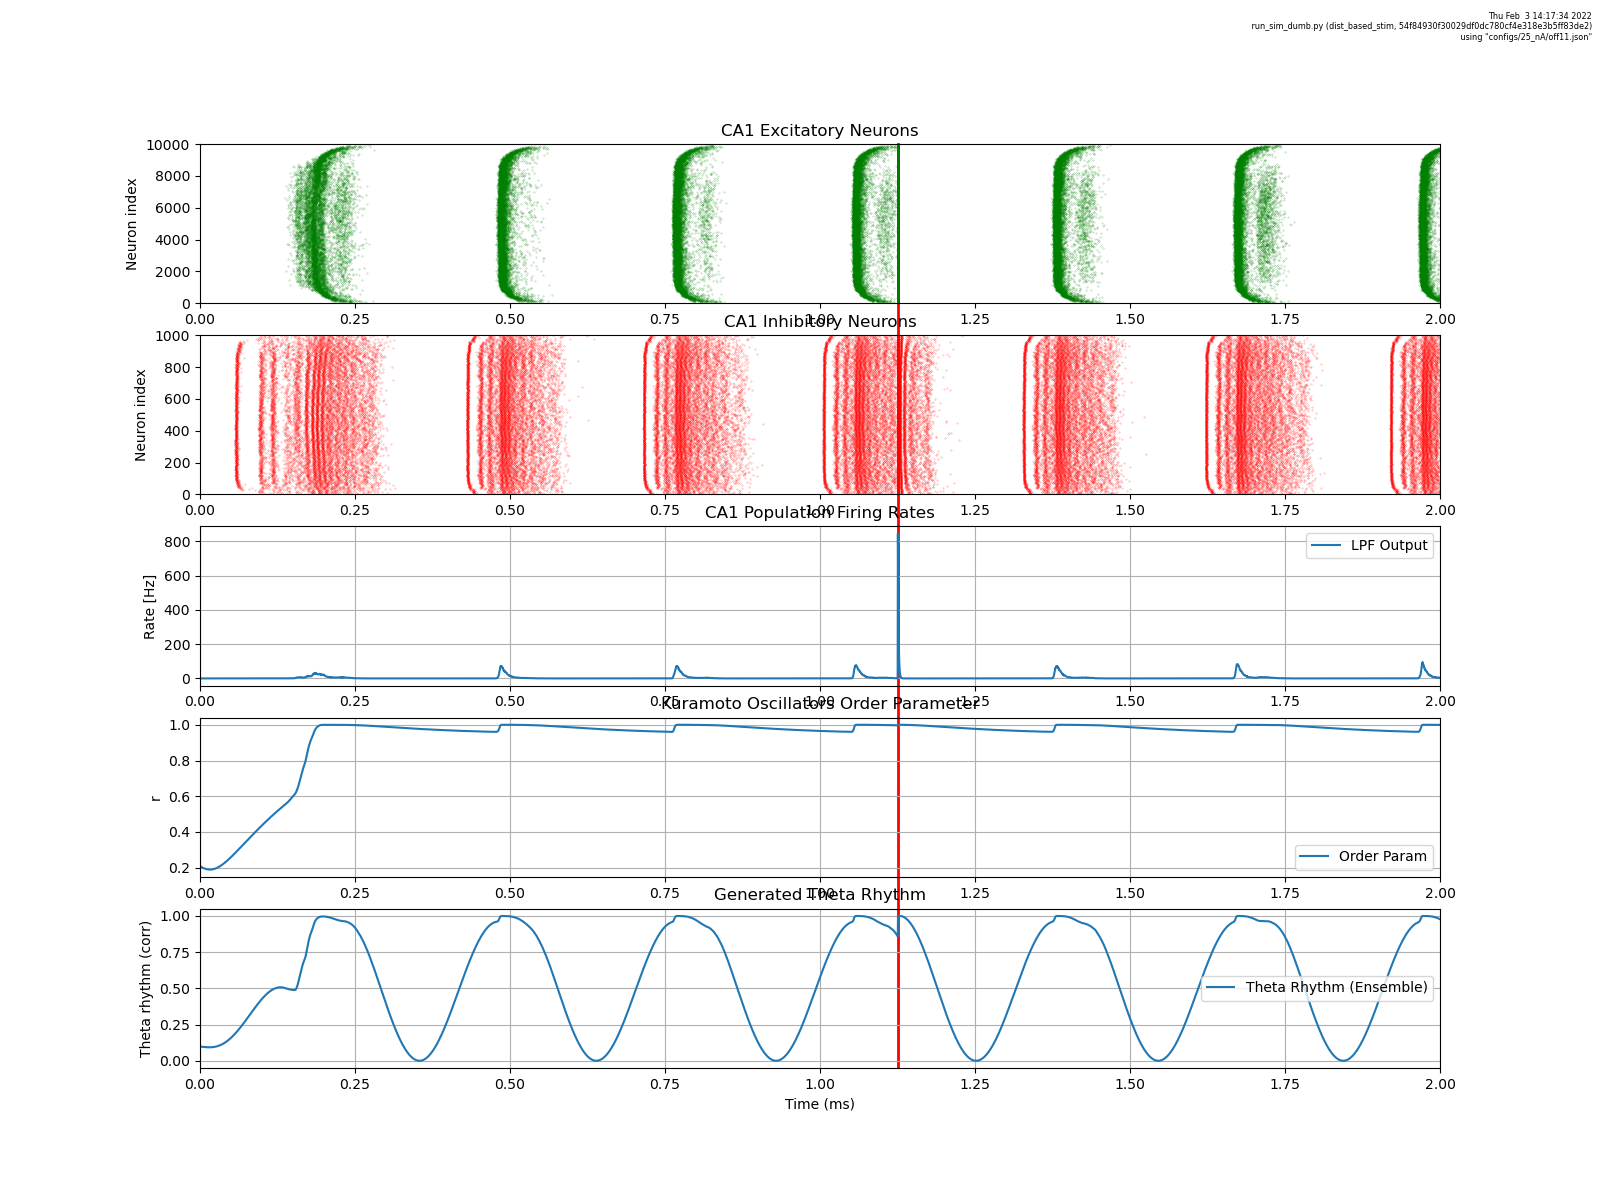 Thu Feb  3 14:17:34 2022
run_sim_dumb.py (dist_based_stim, 54f84930f30029df0dc780cf4e318e3b5ff83de2)
using "configs/25_nA/off11.json"
CA1 Excitatory Neurons
Neuron index
10000
8000
6000
4000
2000
0
0.00 0.25 0.50 0.75 1.00 1.25 1.50 1.75 2.00
CA1 Inhibitory Neurons
Neuron index
1000
800
600
400
200
0
0.00 0.25 0.50 0.75 1.00 1.25 1.50 1.75 2.00
CA1 Population Firing Rates
Rate [Hz]
800
600
400
200
0
LPF Output
0.00 0.25 0.50 0.75 1.00 1.25 1.50 1.75 2.00
Kuramoto Oscillators Order Parameter
r
1.0
0.8
0.6
0.4
0.2
Order Param
0.00 0.25 0.50 0.75 1.00 1.25 1.50 1.75 2.00
Generated Theta Rhythm
Theta rhythm (corr)
1.00
0.75
0.50
0.25
0.00
Theta Rhythm (Ensemble)
0.00 0.25 0.50 0.75 1.00 1.25 1.50 1.75 2.00
Time (ms)